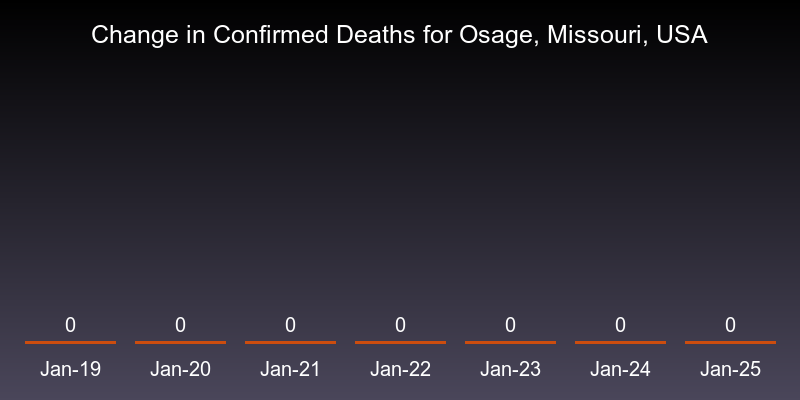 Change in Confirmed Deaths for Osage, Missouri, USA
0 0 0 0 0 0 0
Jan-19 Jan-20 Jan-21 Jan-22 Jan-23 Jan-24 Jan-25